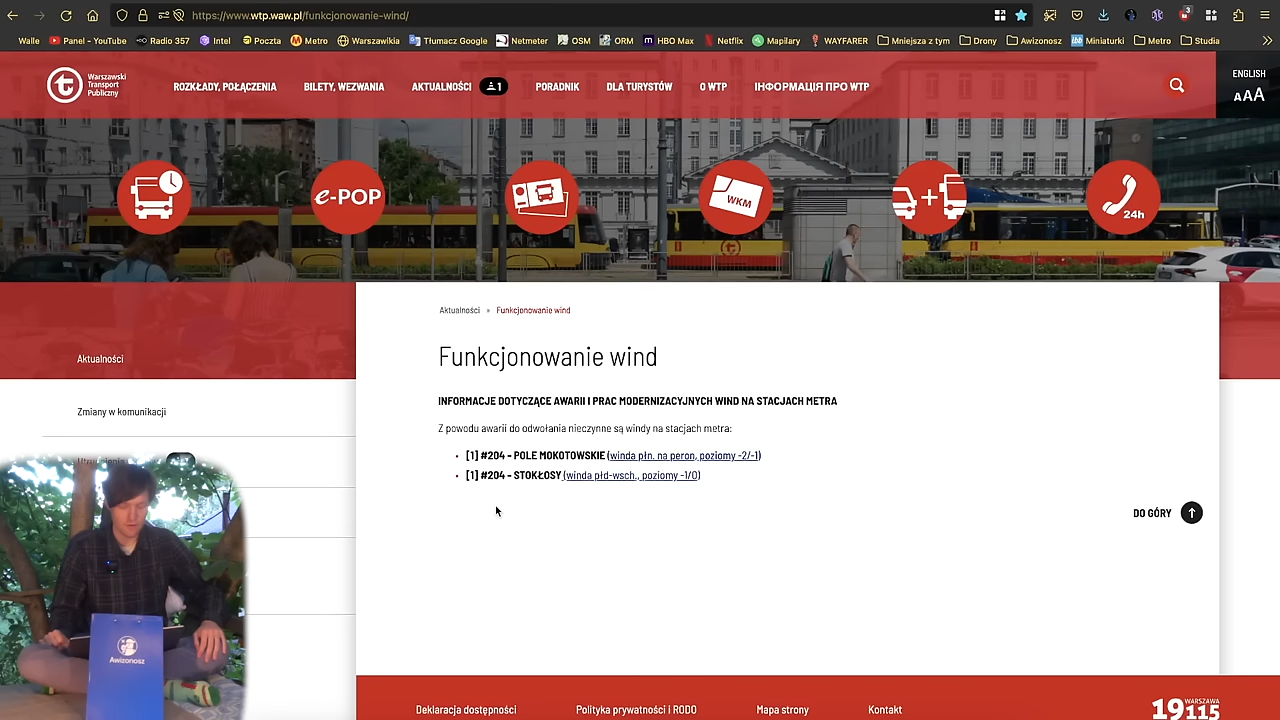 https://www.wtp.waw.pl/funkcjonowanie-wind/
3
Walle Panel - YouTube Radio 357 Intel Poczta Metro Warszawikia Tłumacz Google Netmeter OSM ORM HBO Max Netflix Mapilary WAYFARER Mniejsza z tym Drony Awizonosz Miniaturki Metro Studia
Warszawski
Transport
Publiczny
ROZKŁADY, POŁĄCZENIA BILETY, WEZWANIA AKTUALNOŚCI 1 PORADNIK DLA TURYSTÓW O WTP ІНФОРМАЦІЯ ПРО WTP
ENGLISH
AAA
e-POP
WKM
24h
Aktualności » Funkcjonowanie wind
Funkcjonowanie wind
Aktualności
INFORMACJE DOTYCZĄCE AWARII I PRAC MODERNIZACYJNYCH WIND NA STACJACH METRA
Zmiany w komunikacji
Z powodu awarii do odwołania nieczynne są windy na stacjach metra:
[1] #204 - POLE MOKOTOWSKIE (winda płn. na peron, poziomy -2/-1)
[1] #204 - STOKŁOSY (winda płd-wsch., poziomy -1/0)
DO GÓRY
Awizonosz
Deklaracja dostępności Polityka prywatności i RODO Mapa strony Kontakt
WARSZAWA
19115